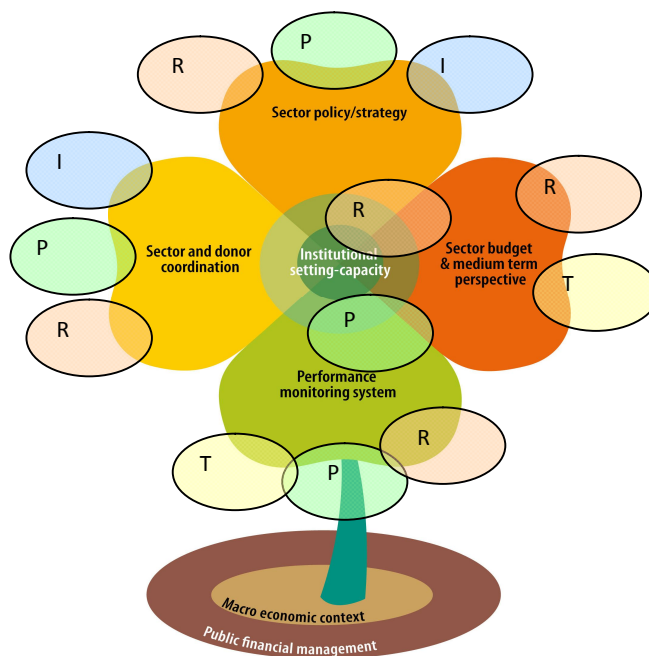 P
R
I
Sector policy/strategy
I
R
R
P
Sector and donor
coordination
Institutional
setting-capacity
Sector budget
& medium term
perspective
T
R
P
Performance
monitoring system
R
T
P
Macro economic context
Public financial management